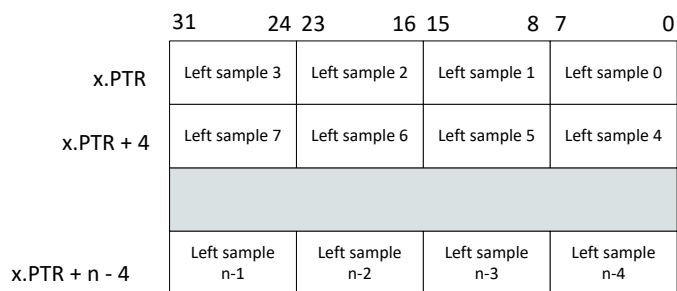 31 24 23 16 15 8 7 0
x.PTR Left sample 3 Left sample 2 Left sample 1 Left sample 0
x.PTR + 4 Left sample 7 Left sample 6 Left sample 5 Left sample 4
x.PTR + n - 4 Left sample n-1 Left sample n-2 Left sample n-3 Left sample n-4